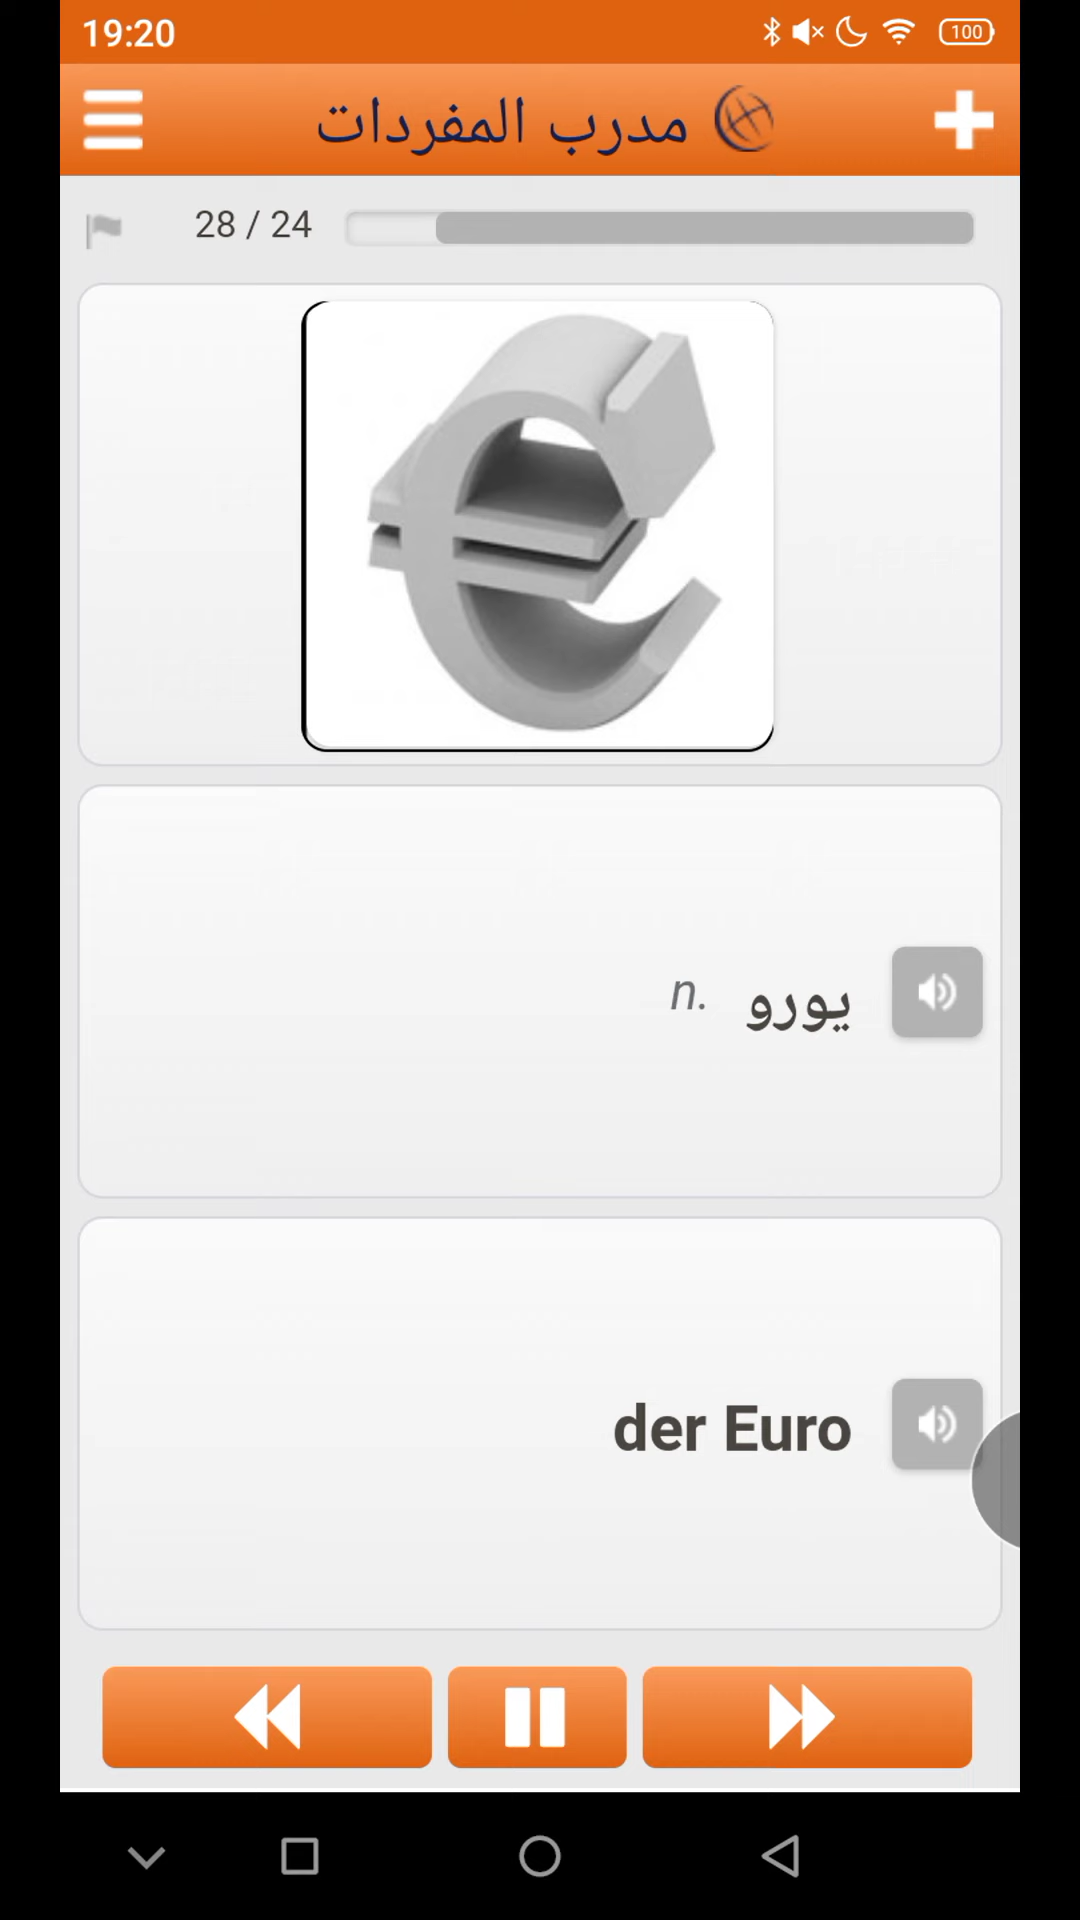 19:20
100
مدرب المفردات
28 / 24
يورو n.
der Euro